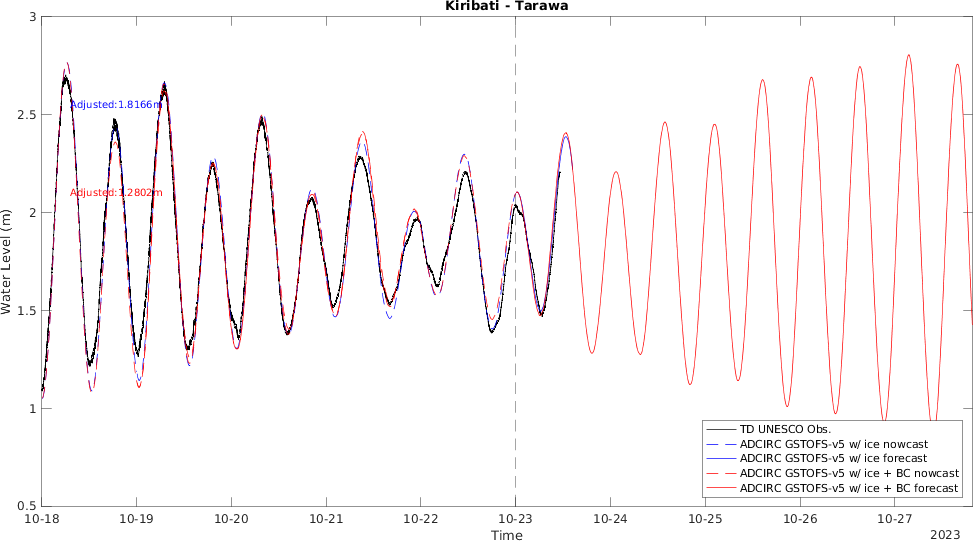 Kiribati - Tarawa
3
2.5
2
1.5
1
0.5
Water Level (m)
Adjusted:1.8166m
Adjusted:1.2802m
TD UNESCO Obs.
ADCIRC GSTOFS-v5 w/ ice nowcast
ADCIRC GSTOFS-v5 w/ ice forecast
ADCIRC GSTOFS-v5 w/ ice + BC nowcast
ADCIRC GSTOFS-v5 w/ ice + BC forecast
10-18 10-19 10-20 10-21 10-22 10-23 10-24 10-25 10-26 10-27
Time
2023